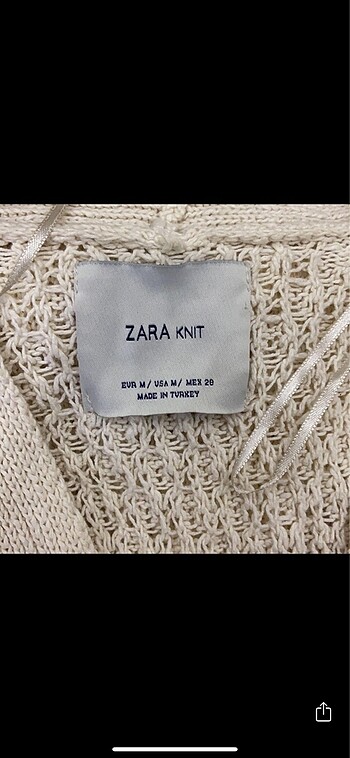 ZARA KNIT
EUR M / USA M / MEX 28
MADE IN TURKEY